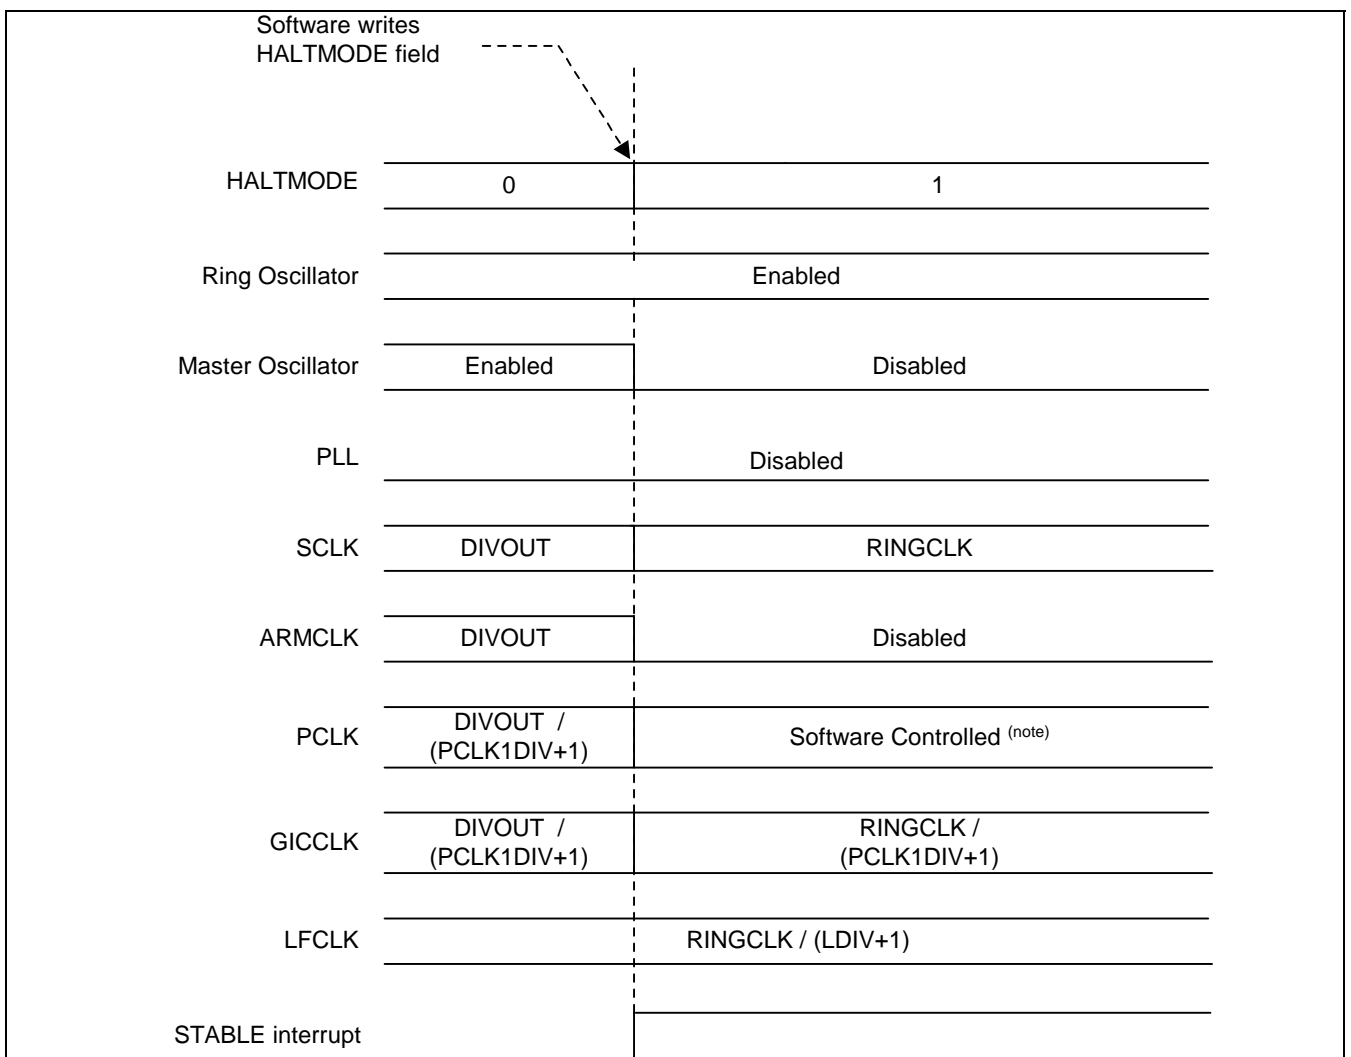 Software writes
HALTMODE field
HALTMODE
0
1
Ring Oscillator
Enabled
Master Oscillator
Enabled
Disabled
PLL
Disabled
SCLK
DIVOUT
RINGCLK
ARMCLK
DIVOUT
Disabled
PCLK
DIVOUT /
(PCLK1DIV+1)
Software Controlled (note)
GICCLK
DIVOUT /
(PCLK1DIV+1)
RINGCLK /
(PCLK1DIV+1)
LFCLK
RINGCLK / (LDIV+1)
STABLE interrupt